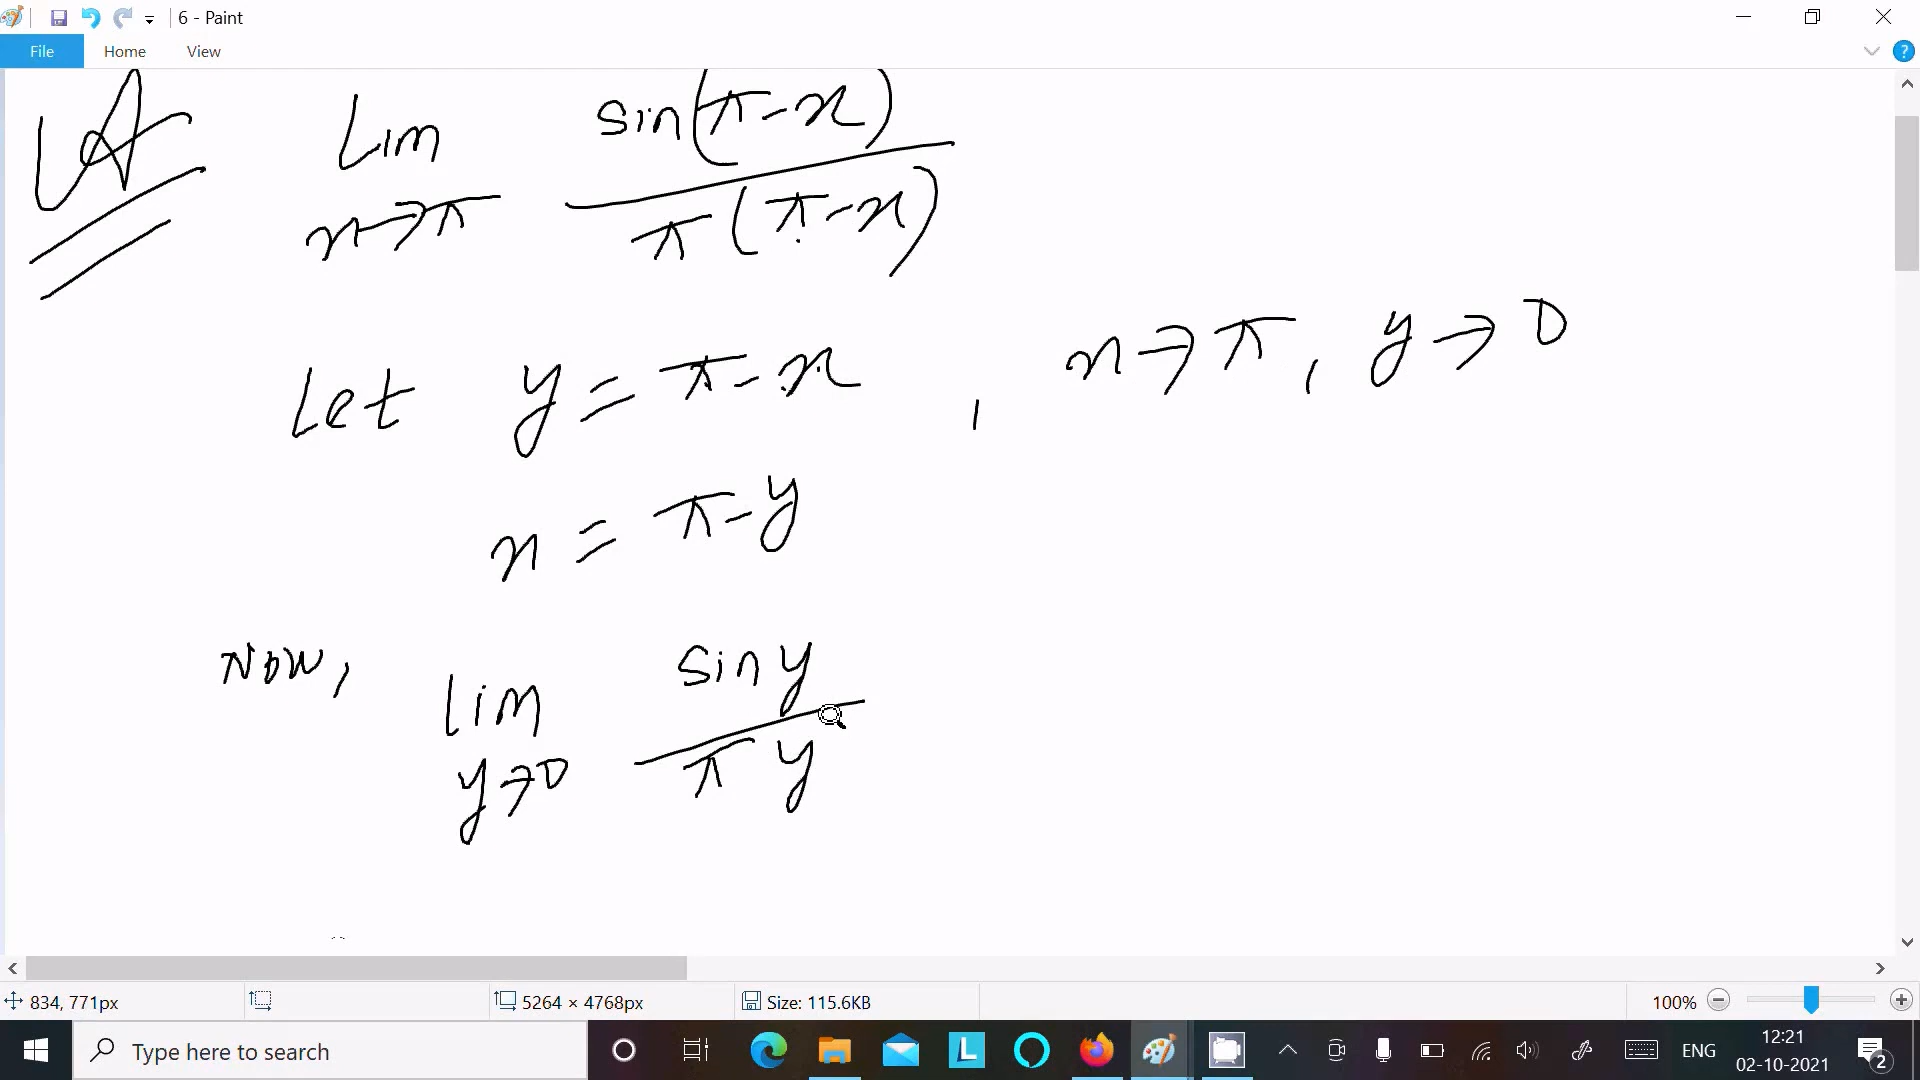 6 - Paint
File Home View
Lim sin(π-x)
x→π π(π-x)
Let y = π-x , x→π, y→0
x = π-y
Now, lim sin y
y→0 π y
834, 771px 5264 × 4768px Size: 115.6KB 100%
Type here to search L ENG 12:21
02-10-2021 2